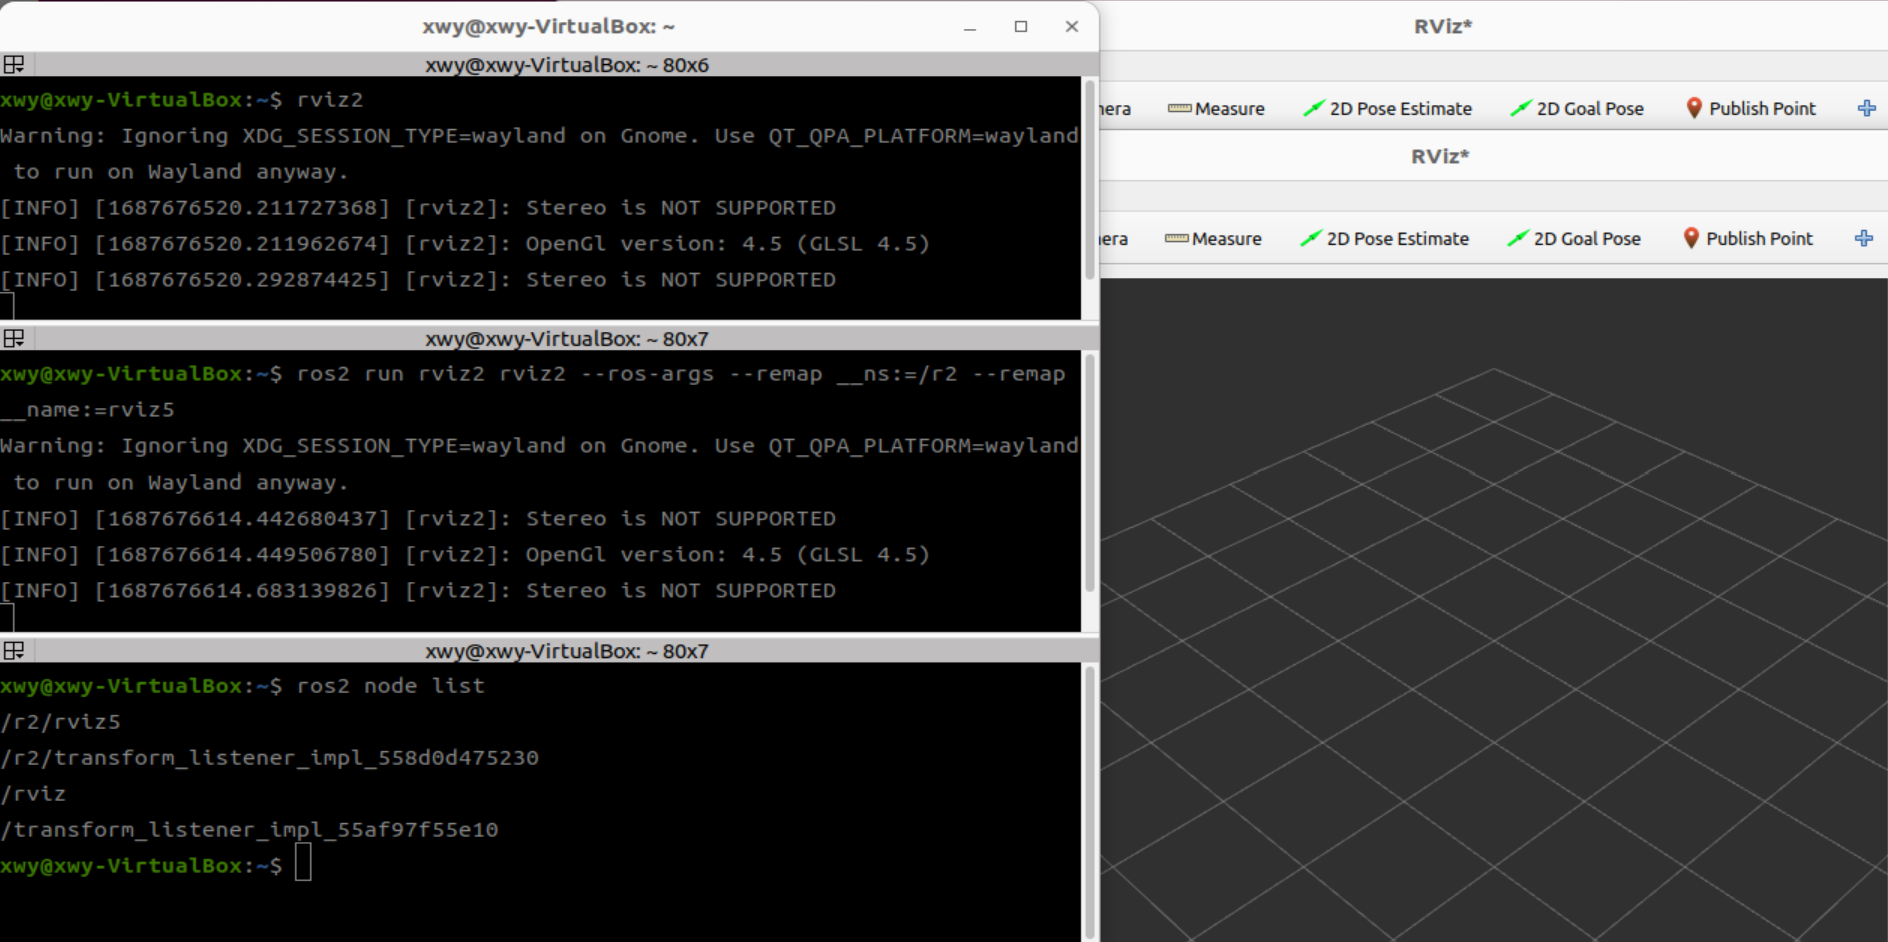 xwy@xwy-VirtualBox: ~
xwy@xwy-VirtualBox: ~ 80x6
xwy@xwy-VirtualBox:~$ rviz2
Warning: Ignoring XDG_SESSION_TYPE=wayland on Gnome. Use QT_QPA_PLATFORM=wayland
to run on Wayland anyway.
[INFO] [1687676520.211727368] [rviz2]: Stereo is NOT SUPPORTED
[INFO] [1687676520.211962674] [rviz2]: OpenGl version: 4.5 (GLSL 4.5)
[INFO] [1687676520.292874425] [rviz2]: Stereo is NOT SUPPORTED
xwy@xwy-VirtualBox: ~ 80x7
xwy@xwy-VirtualBox:~$ ros2 run rviz2 rviz2 --ros-args --remap __ns:=/r2 --remap
__name:=rviz5
Warning: Ignoring XDG_SESSION_TYPE=wayland on Gnome. Use QT_QPA_PLATFORM=wayland
to run on Wayland anyway.
[INFO] [1687676614.442680437] [rviz2]: Stereo is NOT SUPPORTED
[INFO] [1687676614.449506780] [rviz2]: OpenGl version: 4.5 (GLSL 4.5)
[INFO] [1687676614.683139826] [rviz2]: Stereo is NOT SUPPORTED
xwy@xwy-VirtualBox: ~ 80x7
xwy@xwy-VirtualBox:~$ ros2 node list
/r2/rviz5
/r2/transform_listener_impl_558d0d475230
/rviz
/transform_listener_impl_55af97f55e10
xwy@xwy-VirtualBox:~$
RViz*
era Measure 2D Pose Estimate 2D Goal Pose Publish Point
RViz*
era Measure 2D Pose Estimate 2D Goal Pose Publish Point